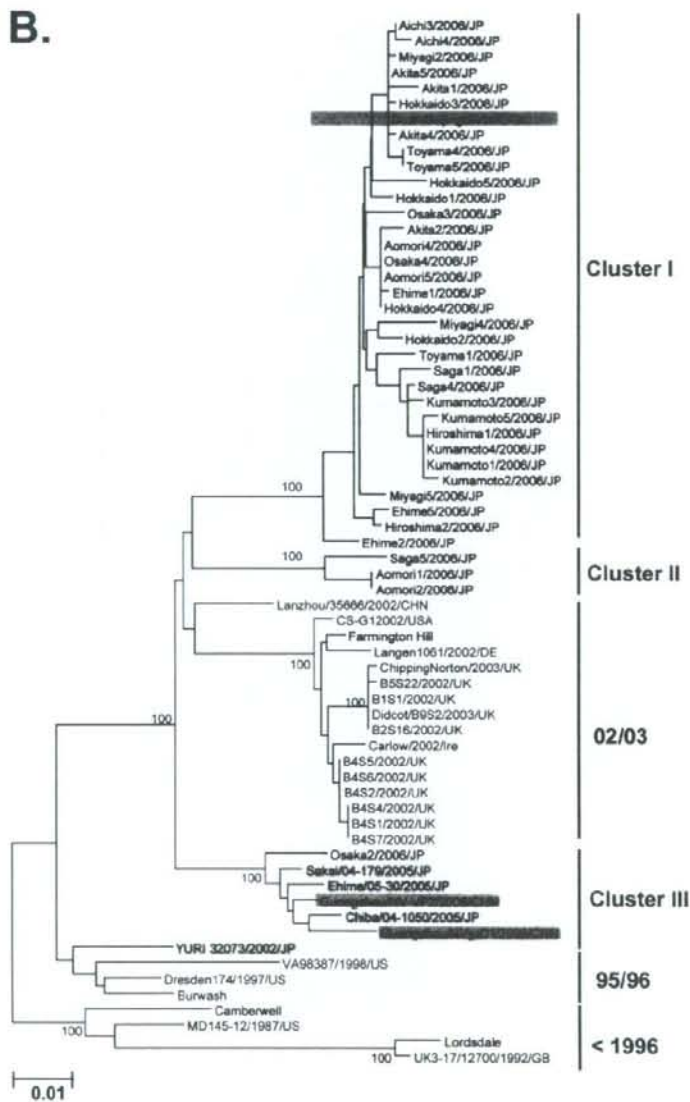 B.
Aichi3/2006/JP
Aichi4/2006/JP
Miyagi2/2006/JP
Akita5/2006/JP
Akita1/2006/JP
Hokkaido3/2006/JP
Akita4/2006/JP
Toyama4/2006/JP
Toyama5/2006/JP
Hokkaido5/2006/JP
Hokkaido1/2006/JP
Osaka3/2006/JP
Akita2/2006/JP
Aomori4/2006/JP
Osaka4/2006/JP
Aomori5/2006/JP
Ehime1/2006/JP
Hokkaido4/2006/JP
Cluster I
Miyagi4/2006/JP
Hokkaido2/2006/JP
Toyama1/2006/JP
Saga1/2006/JP
Saga4/2006/JP
Kumamoto3/2006/JP
Kumamoto5/2006/JP
Hiroshima1/2006/JP
Kumamoto4/2006/JP
Kumamoto1/2006/JP
Kumamoto2/2006/JP
100
Miyagi5/2006/JP
Ehime5/2006/JP
Hiroshima2/2006/JP
Ehime2/2006/JP
100
Saga5/2006/JP
Aomori1/2006/JP
Aomori2/2006/JP
Cluster II
Lanzhou/35666/2002/CHN
CS-G12002/USA
Farmington Hill
Langen1061/2002/DE
100
ChippingNorton/2003/UK
B5S22/2002/UK
100
B1S1/2002/UK
Didcot/B9S2/2003/UK
B2S16/2002/UK
Carlow/2002/Ire
B4S5/2002/UK
B4S6/2002/UK
B4S2/2002/UK
B4S4/2002/UK
B4S1/2002/UK
B4S7/2002/UK
02/03
100
Osaka2/2006/JP
100
Sakai/04-179/2005/JP
Ehime/05-30/2005/JP
Chiba/04-1050/2005/JP
Cluster III
YURI 32073/2002/JP
VA98387/1998/US
Dresden174/1997/US
Burwash
95/96
Camberwell
100
MD145-12/1987/US
Lordsdale
100
UK3-17/12700/1992/GB
< 1996
0.01